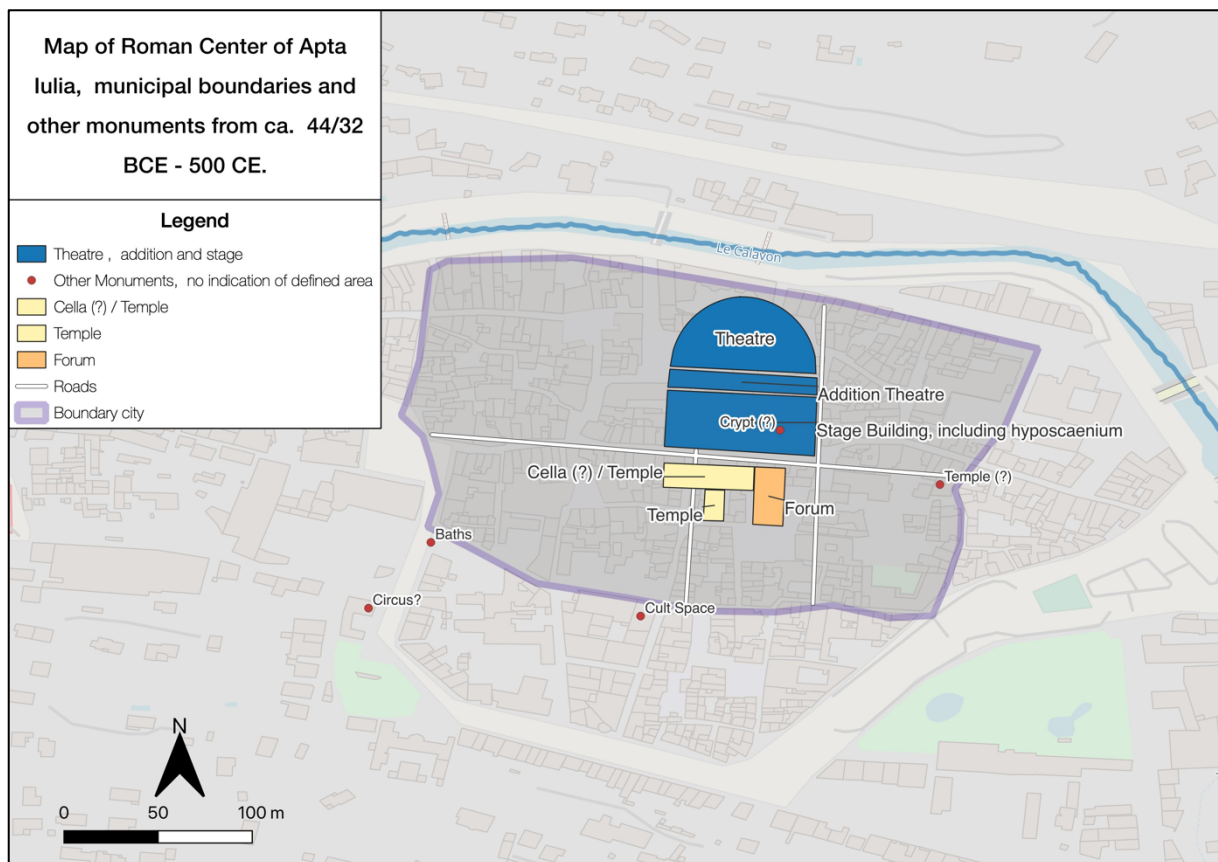 Map of Roman Center of Apta
Iulia, municipal boundaries and
other monuments from ca. 44/32
BCE - 500 CE.
Legend
Theatre , addition and stage
Other Monuments, no indication of defined area
Cella (?) / Temple
Temple
Forum
Roads
Boundary city
Le Calavon
Theatre
Addition Theatre
Crypt (?)
Stage Building, including hyposcaenium
Cella (?) / Temple
Temple (?)
Temple
Forum
Baths
Circus?
Cult Space
N
0 50 100 m